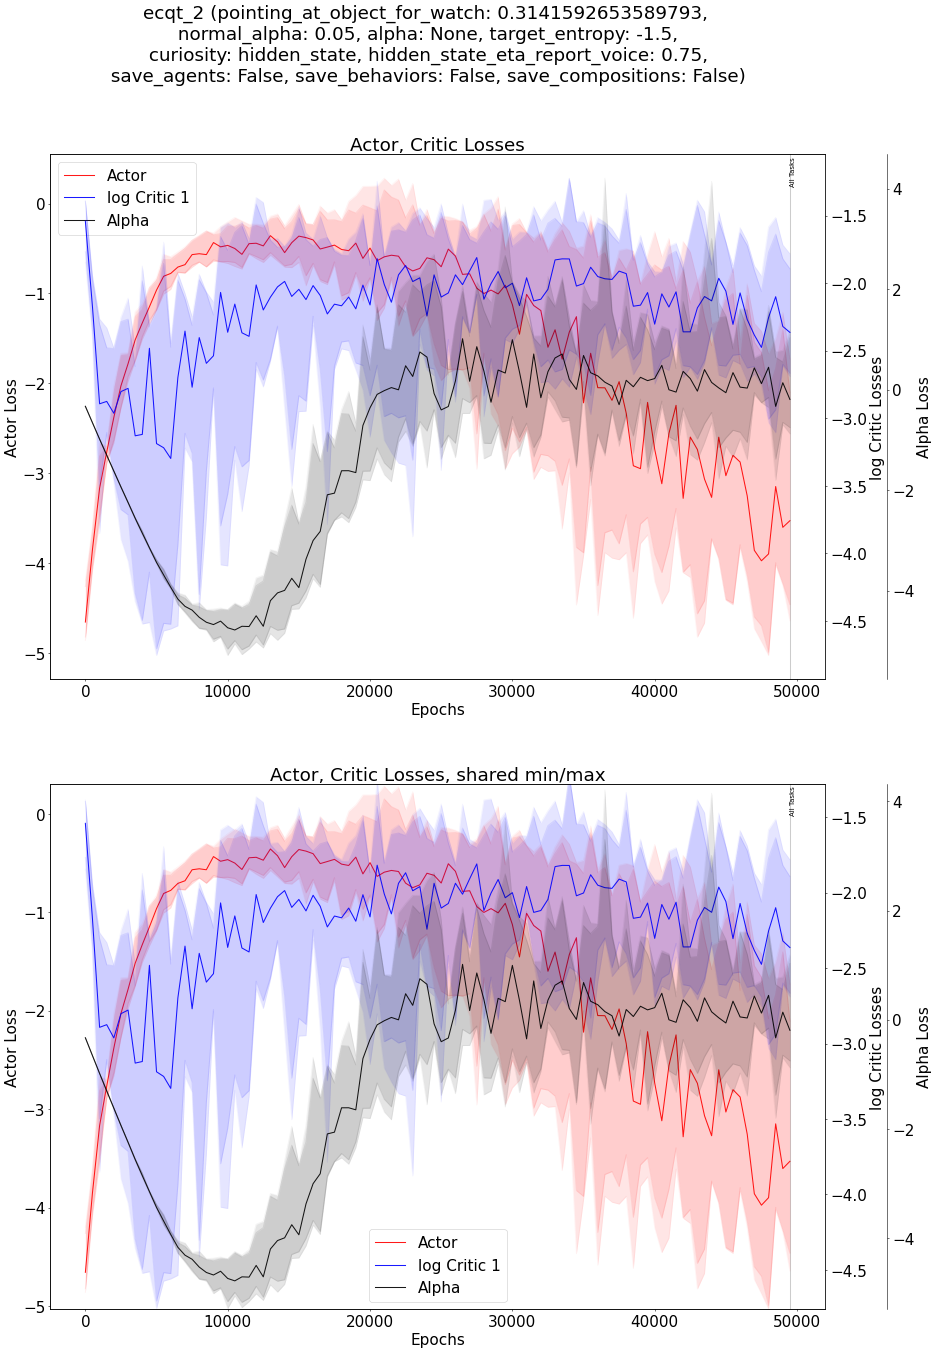 ecqt_2 (pointing_at_object_for_watch: 0.3141592653589793,
normal_alpha: 0.05, alpha: None, target_entropy: -1.5,
curiosity: hidden_state, hidden_state_eta_report_voice: 0.75,
save_agents: False, save_behaviors: False, save_compositions: False)
Actor, Critic Losses
Actor
log Critic 1
Alpha
All Tasks
0
−1
−2
−3
−4
−5
Actor Loss
−1.5
−2.0
−2.5
−3.0
−3.5
−4.0
−4.5
log Critic Losses
4
2
0
−2
−4
Alpha Loss
0
10000
20000
30000
40000
50000
Epochs
Actor, Critic Losses, shared min/max
All Tasks
0
−1
−2
−3
−4
−5
Actor Loss
−1.5
−2.0
−2.5
−3.0
−3.5
−4.0
−4.5
log Critic Losses
4
2
0
−2
−4
Alpha Loss
Actor
log Critic 1
Alpha
0
10000
20000
30000
40000
50000
Epochs